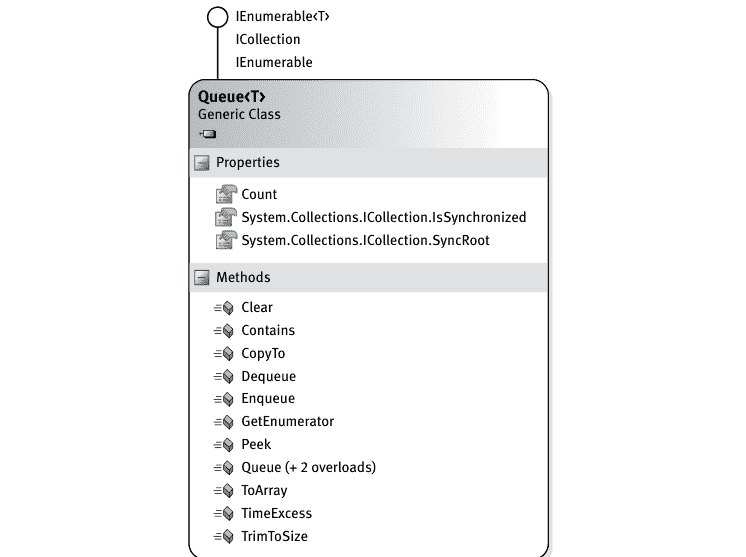 IEnumerable<T>
ICollection
IEnumerable
Queue<T>
Generic Class
Properties
Count
System.Collections.ICollection.IsSynchronized
System.Collections.ICollection.SyncRoot
Methods
Clear
Contains
CopyTo
Dequeue
Enqueue
GetEnumerator
Peek
Queue (+ 2 overloads)
ToArray
TimeExcess
TrimToSize